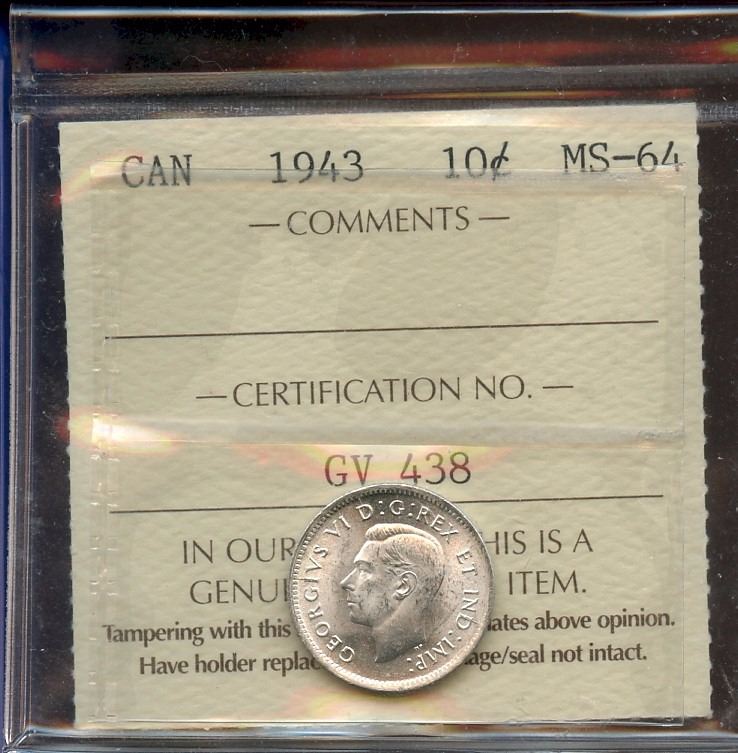 CAN 1943 10¢ MS-64
— COMMENTS —
— CERTIFICATION NO. —
GV 438
IN OUR HIS IS A
GENU ITEM.
Tampering with this ates above opinion.
Have holder replac age/seal not intact.
GEORGIVS VI D:G:REX ET IND:IMP: